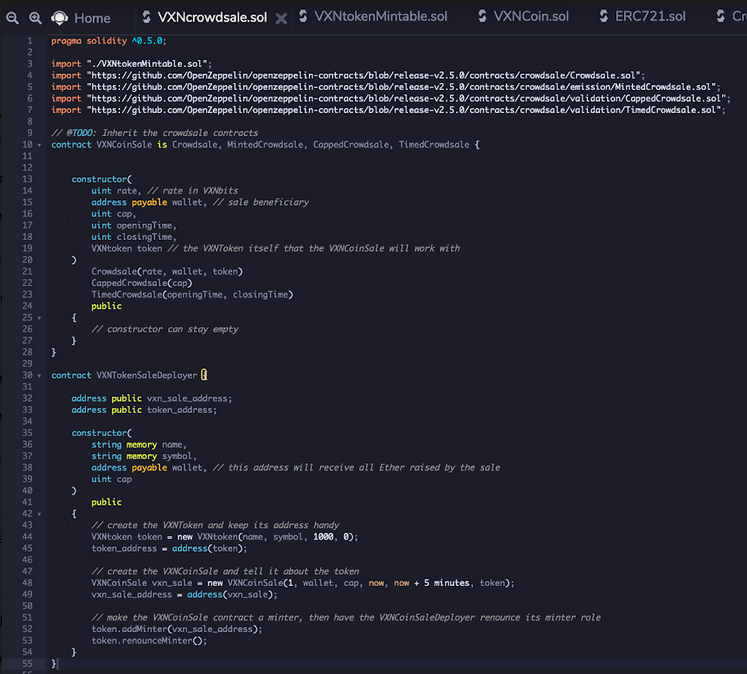 Home VXNcrowdsale.sol VXNtokenMintable.sol VXNCoin.sol ERC721.sol Cr
1 pragma solidity ^0.5.0;
2
3 import "./VXNtokenMintable.sol";
4 import "https://github.com/OpenZeppelin/openzeppelin-contracts/blob/release-v2.5.0/contracts/crowdsale/Crowdsale.sol";
5 import "https://github.com/OpenZeppelin/openzeppelin-contracts/blob/release-v2.5.0/contracts/crowdsale/emission/MintedCrowdsale.sol";
6 import "https://github.com/OpenZeppelin/openzeppelin-contracts/blob/release-v2.5.0/contracts/crowdsale/validation/CappedCrowdsale.sol";
7 import "https://github.com/OpenZeppelin/openzeppelin-contracts/blob/release-v2.5.0/contracts/crowdsale/validation/TimedCrowdsale.sol";
8
9 // @TODO: Inherit the crowdsale contracts
10 contract VXNCoinSale is Crowdsale, MintedCrowdsale, CappedCrowdsale, TimedCrowdsale {
11
12
13 constructor(
14 uint rate, // rate in VXNbits
15 address payable wallet, // sale beneficiary
16 uint cap,
17 uint openingTime,
18 uint closingTime,
19 VXNtoken token // the VXNToken itself that the VXNCoinSale will work with
20 )
21 Crowdsale(rate, wallet, token)
22 CappedCrowdsale(cap)
23 TimedCrowdsale(openingTime, closingTime)
24 public
25 {
26 // constructor can stay empty
27 }
28 }
29
30 contract VXNTokenSaleDeployer {
31
32 address public vxn_sale_address;
33 address public token_address;
34
35 constructor(
36 string memory name,
37 string memory symbol,
38 address payable wallet, // this address will receive all Ether raised by the sale
39 uint cap
40 )
41 public
42 {
43 // create the VXNToken and keep its address handy
44 VXNtoken token = new VXNtoken(name, symbol, 1000, 0);
45 token_address = address(token);
46
47 // create the VXNCoinSale and tell it about the token
48 VXNCoinSale vxn_sale = new VXNCoinSale(1, wallet, cap, now, now + 5 minutes, token);
49 vxn_sale_address = address(vxn_sale);
50
51 // make the VXNCoinSale contract a minter, then have the VXNCoinSaleDeployer renounce its minter role
52 token.addMinter(vxn_sale_address);
53 token.renounceMinter();
54 }
55 }